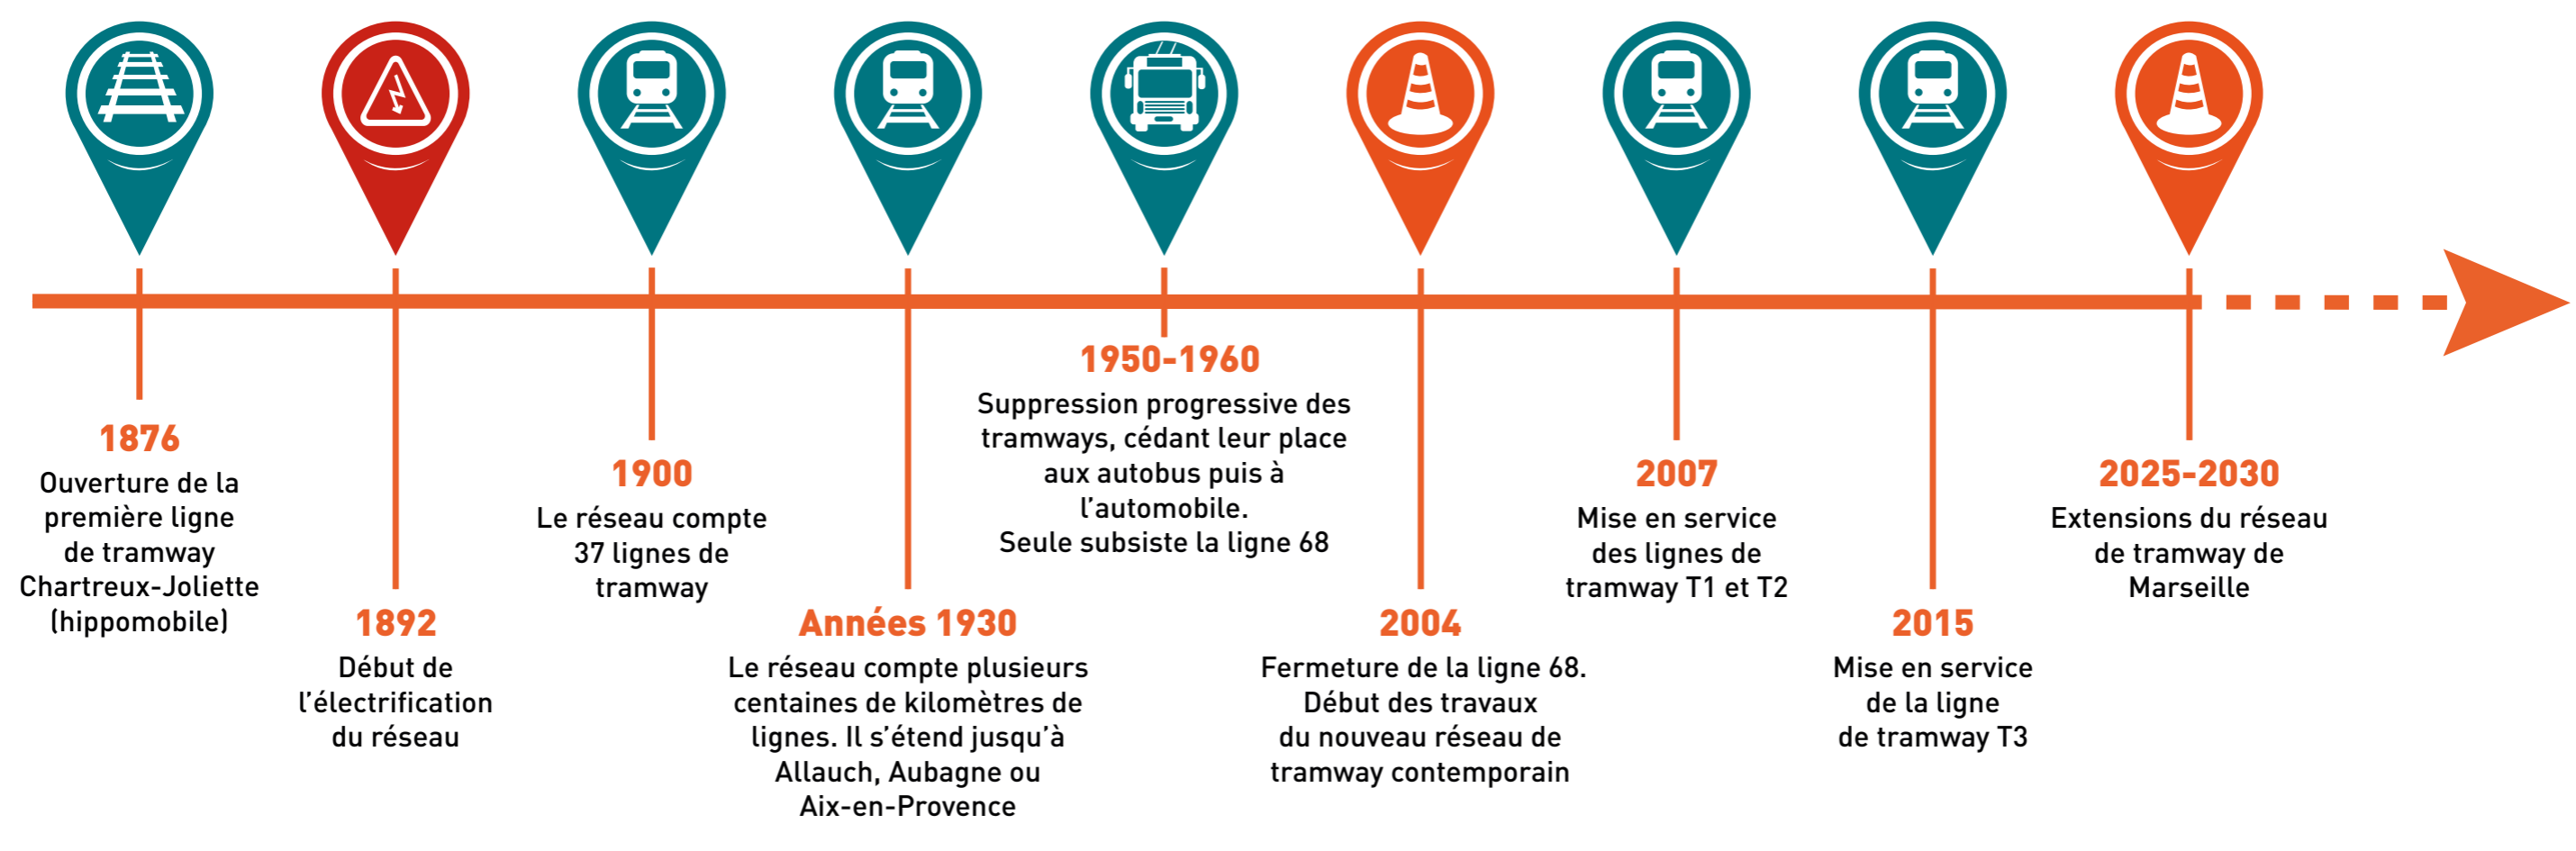 1876
Ouverture de la
première ligne
de tramway
Chartreux-Joliette
(hippomobile)
1892
Début de
l’électrification
du réseau
1900
Le réseau compte
37 lignes de
tramway
Années 1930
Le réseau compte plusieurs
centaines de kilomètres de
lignes. Il s’étend jusqu’à
Allauch, Aubagne ou
Aix-en-Provence
1950-1960
Suppression progressive des
tramways, cédant leur place
aux autobus puis à
l’automobile.
Seule subsiste la ligne 68
2004
Fermeture de la ligne 68.
Début des travaux
du nouveau réseau de
tramway contemporain
2007
Mise en service
des lignes de
tramway T1 et T2
2015
Mise en service
de la ligne
de tramway T3
2025-2030
Extensions du réseau
de tramway de
Marseille